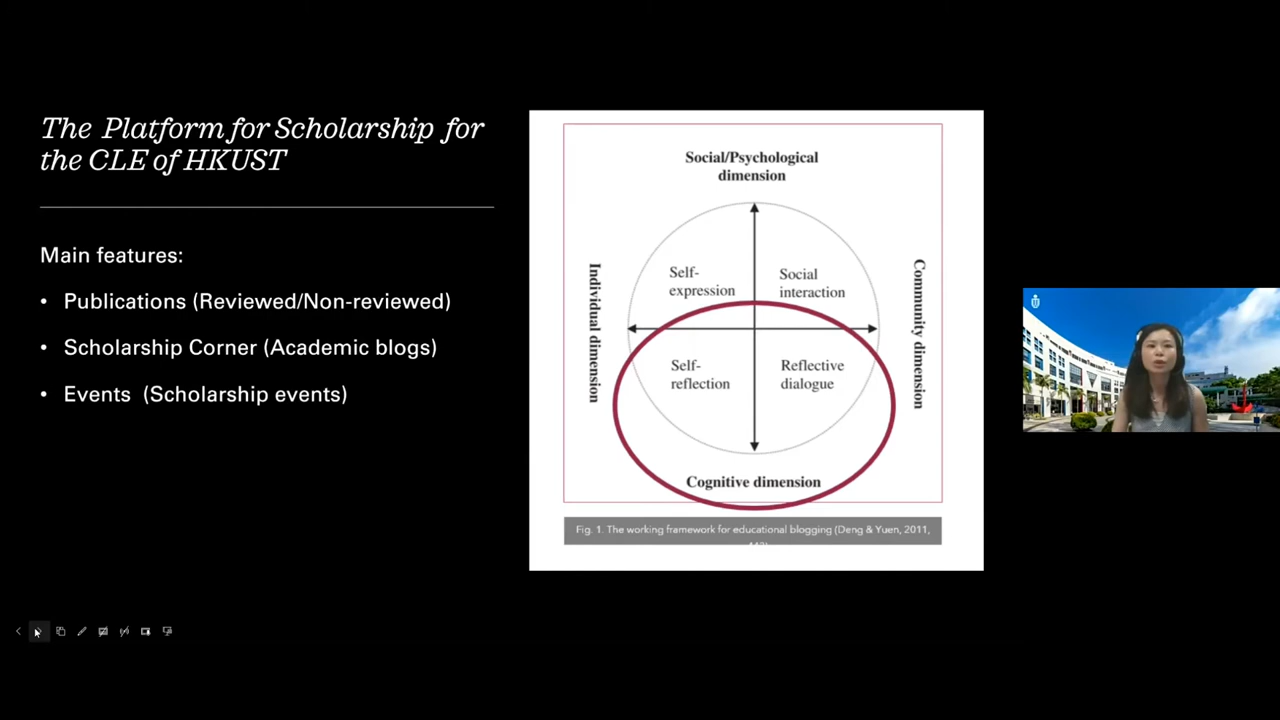 The Platform for Scholarship for
the CLE of HKUST
Main features:
• Publications (Reviewed/Non-reviewed)
• Scholarship Corner (Academic blogs)
• Events (Scholarship events)
Social/Psychological
dimension
Individual dimension
Self-
expression
Social
interaction
Community dimension
Self-
reflection
Reflective
dialogue
Cognitive dimension
Fig. 1. The working framework for educational blogging (Deng & Yuen, 2011,